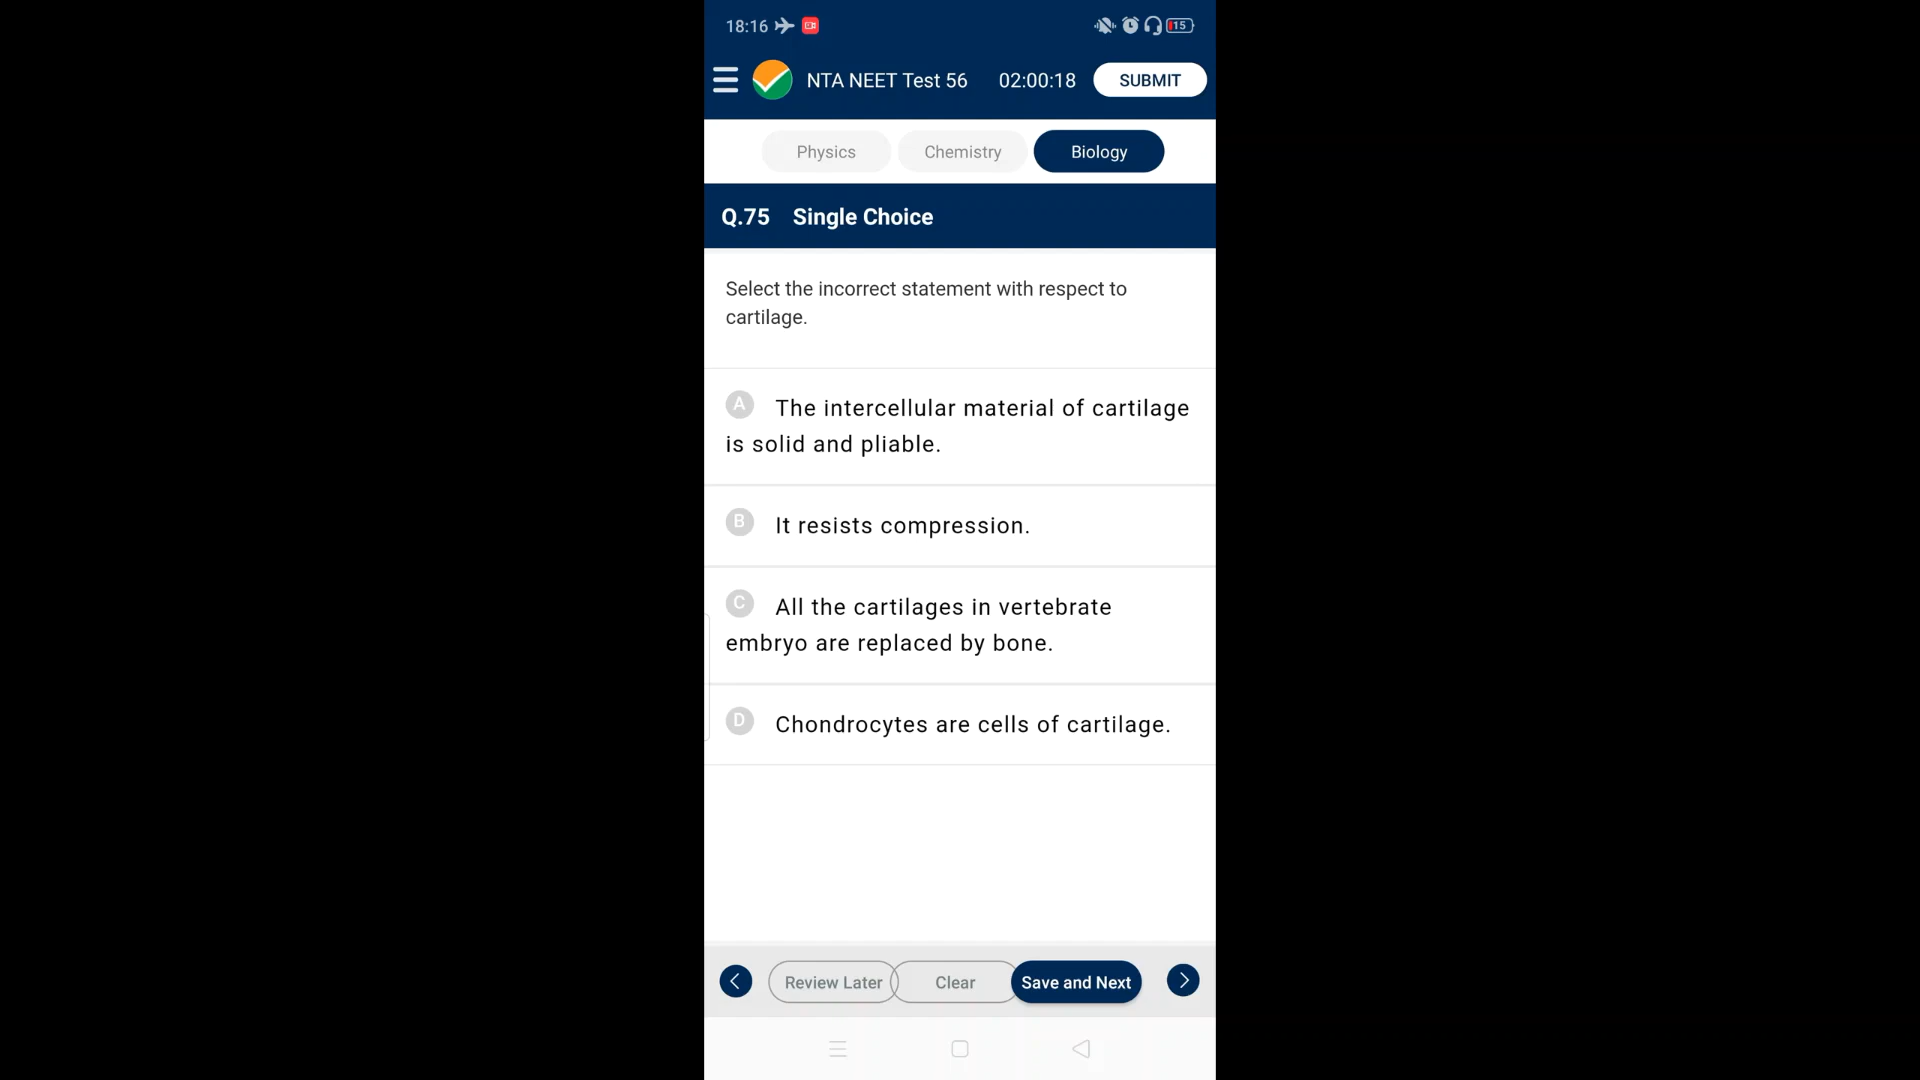 18:16 15
NTA NEET Test 56 02:00:18 SUBMIT
Physics Chemistry Biology
Q.75 Single Choice
Select the incorrect statement with respect to
cartilage.
A The intercellular material of cartilage
is solid and pliable.
B It resists compression.
C All the cartilages in vertebrate
embryo are replaced by bone.
D Chondrocytes are cells of cartilage.
Review Later Clear Save and Next